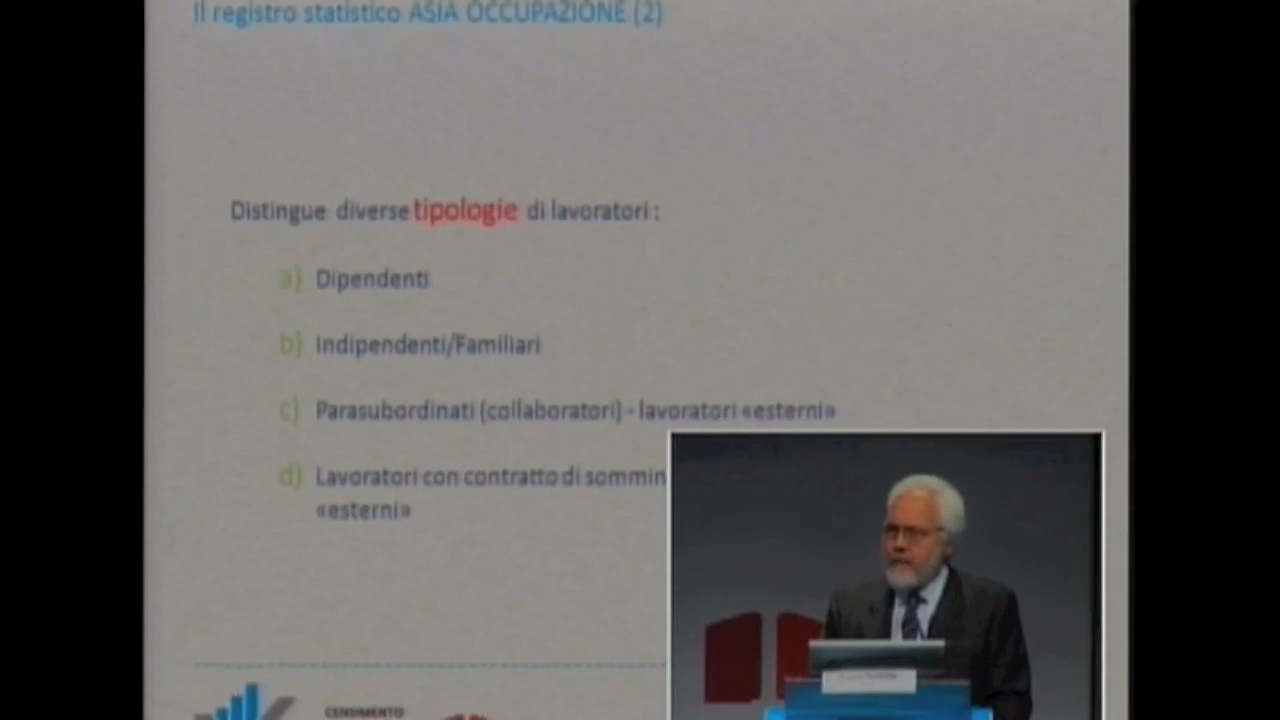 Il registro statistico ASIA OCCUPAZIONE (2)
Distingue diverse tipologie di lavoratori :
a) Dipendenti
b) Indipendenti/Familiari
c) Parasubordinati (collaboratori) - lavoratori «esterni»
d) Lavoratori con contratto di sommin
«esterni»
CENSIMENTO